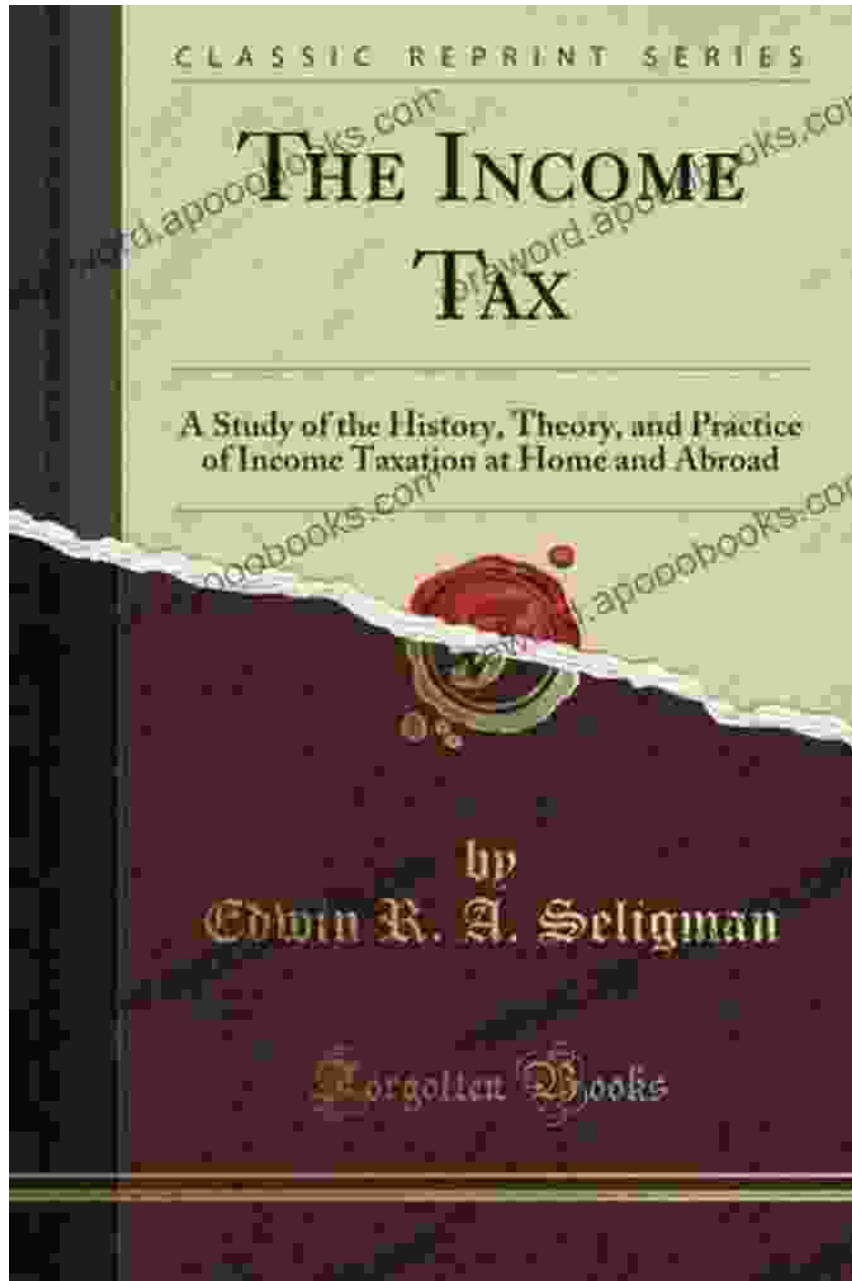 CLASSIC REPRINT SERIES
THE INCOME
TAX
A Study of the History, Theory, and Practice
of Income Taxation at Home and Abroad
by
Edwin R. A. Seligman
Forgotten Books